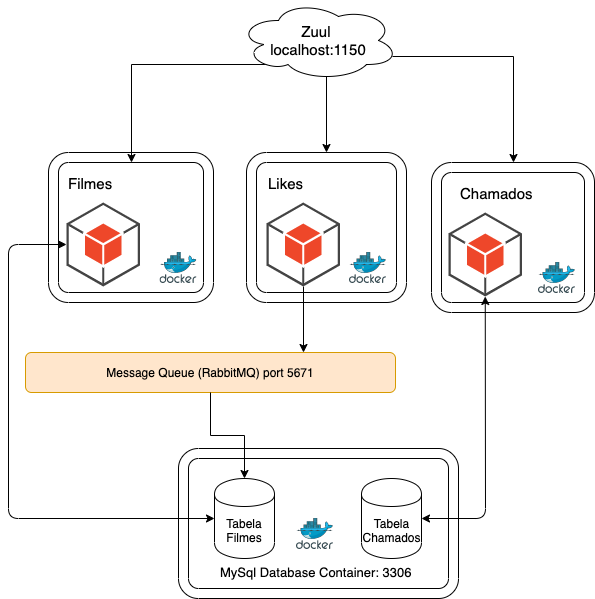 Zuul
localhost:1150
Filmes
Likes
Chamados
docker
docker
docker
Message Queue (RabbitMQ) port 5671
Tabela
Filmes
docker
Tabela
Chamados
MySql Database Container: 3306